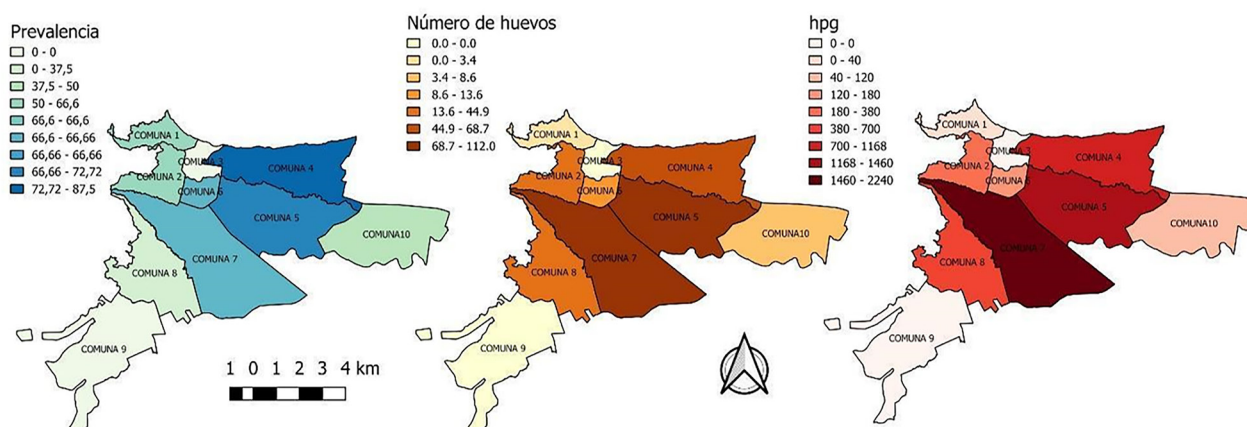 Prevalencia
0 - 0
0 - 37,5
37,5 - 50
50 - 66,6
66,6 - 66,6
66,6 - 66,66
66,66 - 66,66
66,66 - 72,72
72,72 - 87,5
COMUNA 1
COMUNA 3
COMUNA 4
COMUNA 2
COMUNA 6
COMUNA 5
COMUNA10
COMUNA 7
COMUNA 8
COMUNA 9
1 0 1 2 3 4 km
Número de huevos
0.0 - 0.0
0.0 - 3.4
3.4 - 8.6
8.6 - 13.6
13.6 - 44.9
44.9 - 68.7
68.7 - 112.0
COMUNA 1
COMUNA 3
COMUNA 4
COMUNA 2
COMUNA 6
COMUNA 5
COMUNA10
COMUNA 7
COMUNA 8
COMUNA 9
hpg
0 - 0
0 - 40
40 - 120
120 - 180
180 - 380
380 - 700
700 - 1168
1168 - 1460
1460 - 2240
COMUNA 1
COMUNA 3
COMUNA 4
COMUNA 2
COMUNA 6
COMUNA 5
COMUNA10
COMUNA 7
COMUNA 8
COMUNA 9